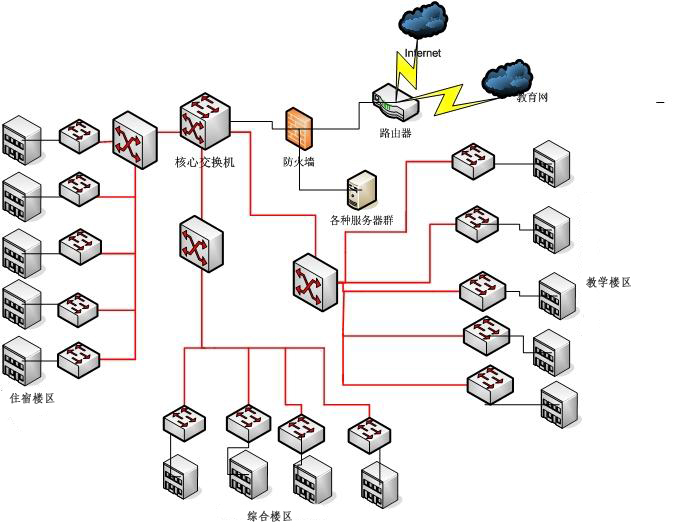 Internet
教育网
路由器
核心交换机
防火墙
各种服务器群
教学楼区
住宿楼区
综合楼区